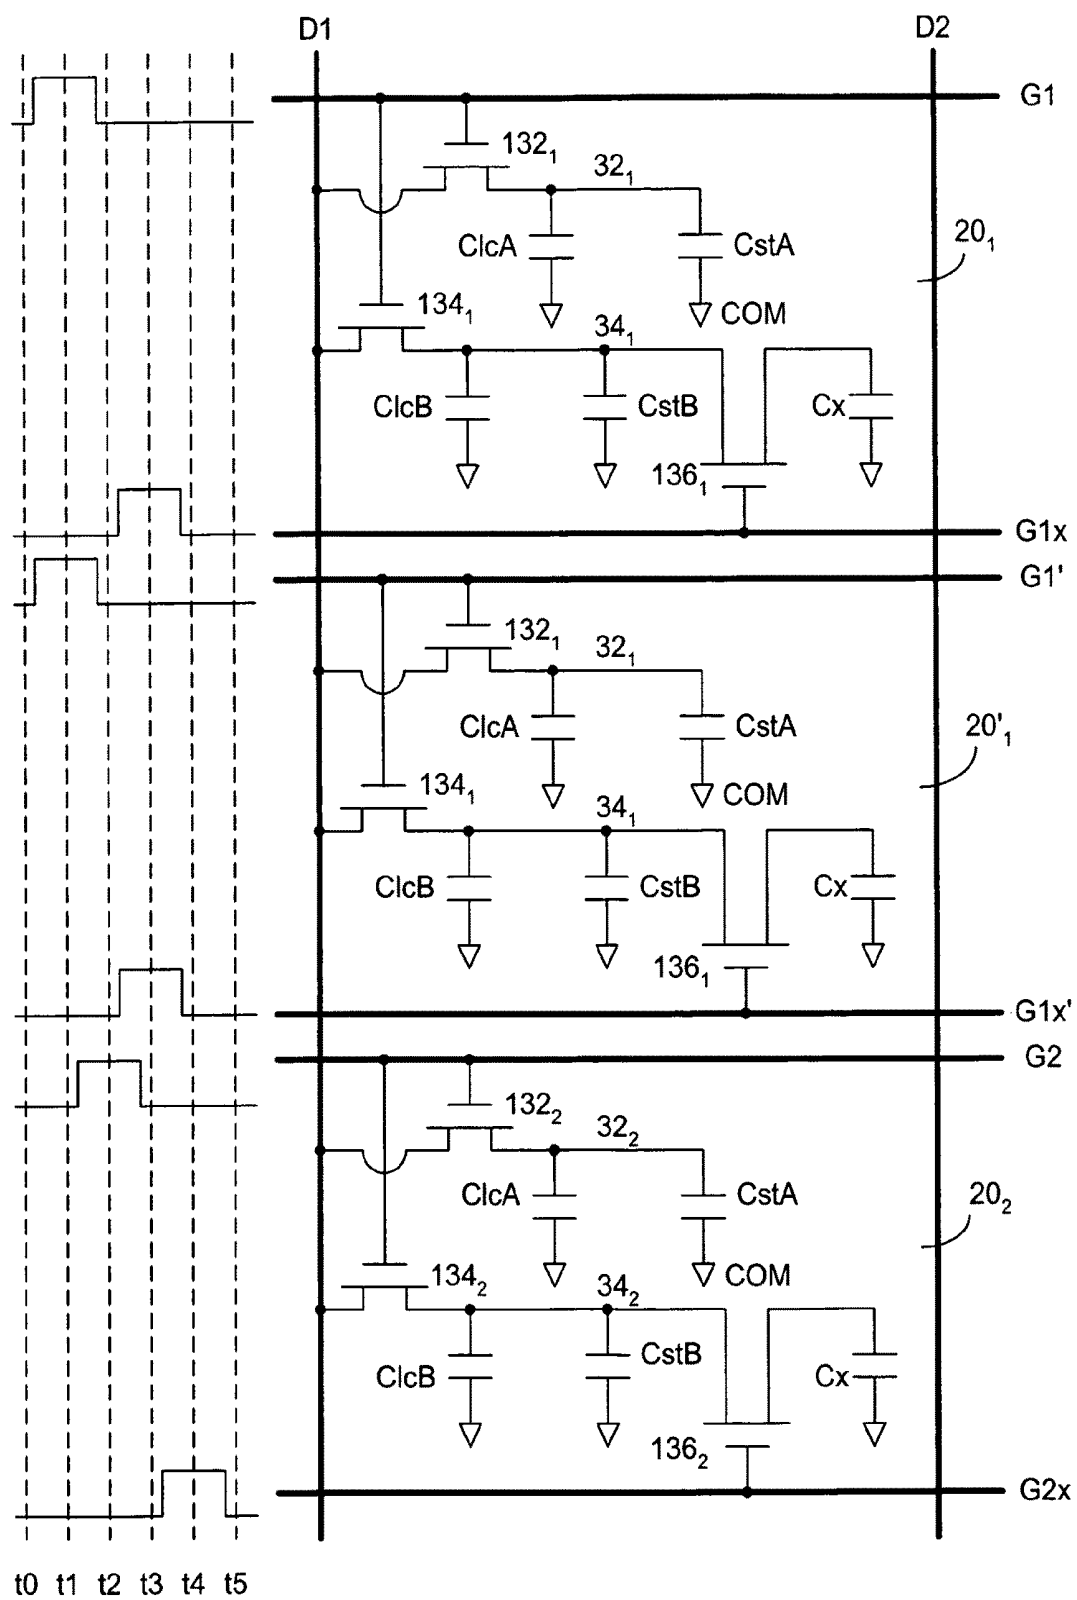 D1 D2
G1
132₁
32₁
20₁
ClcA CstA
134₁ COM
34₁
ClcB CstB Cx
136₁
G1x
G1'
132₁
32₁
20'₁
ClcA CstA
134₁ COM
34₁
ClcB CstB Cx
136₁
G1x'
G2
132₂
32₂
20₂
ClcA CstA
134₂ COM
34₂
ClcB CstB Cx
136₂
G2x
t0 t1 t2 t3 t4 t5